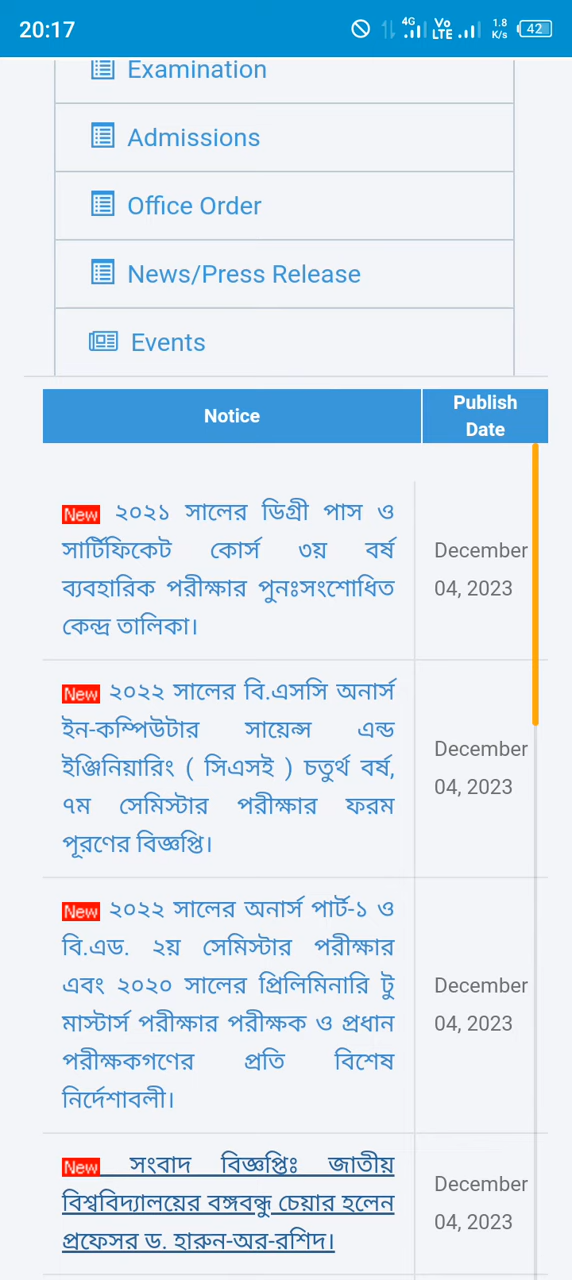 20:17 4G Vo LTE 1.8 K/s 42
Examination
Admissions
Office Order
News/Press Release
Events
Notice
Publish
Date
New ২০২১ সালের ডিগ্রী পাস ও
সার্টিফিকেট কোর্স ৩য় বর্ষ
ব্যবহারিক পরীক্ষার পুনঃসংশোধিত
কেন্দ্র তালিকা।
December
04, 2023
New ২০২২ সালের বি.এসসি অনার্স
ইন-কম্পিউটার সায়েন্স এন্ড
ইঞ্জিনিয়ারিং ( সিএসই ) চতুর্থ বর্ষ,
৭ম সেমিস্টার পরীক্ষার ফরম
পূরণের বিজ্ঞপ্তি।
December
04, 2023
New ২০২২ সালের অনার্স পার্ট-১ ও
বি.এড. ২য় সেমিস্টার পরীক্ষার
এবং ২০২০ সালের প্রিলিমিনারি টু
মাস্টার্স পরীক্ষার পরীক্ষক ও প্রধান
পরীক্ষকগণের প্রতি বিশেষ
নির্দেশাবলী।
December
04, 2023
New সংবাদ বিজ্ঞপ্তিঃ জাতীয়
বিশ্ববিদ্যালয়ের বঙ্গবন্ধু চেয়ার হলেন
প্রফেসর ড. হারুন-অর-রশিদ।
December
04, 2023